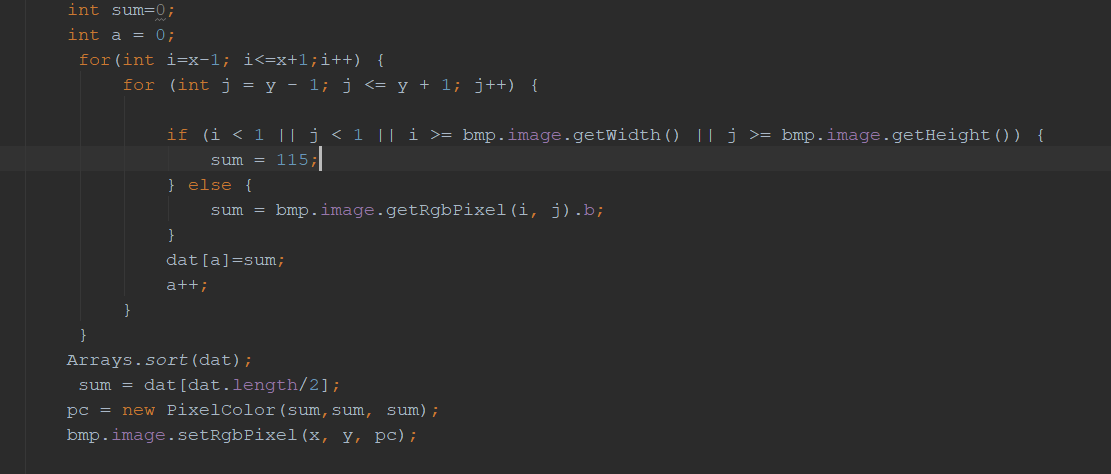 int sum=0;
int a = 0;
for(int i=x-1; i<=x+1;i++) {
for (int j = y - 1; j <= y + 1; j++) {
if (i < 1 || j < 1 || i >= bmp.image.getWidth() || j >= bmp.image.getHeight()) {
sum = 115;
} else {
sum = bmp.image.getRgbPixel(i, j).b;
}
dat[a]=sum;
a++;
}
}
Arrays.sort(dat);
sum = dat[dat.length/2];
pc = new PixelColor(sum,sum, sum);
bmp.image.setRgbPixel(x, y, pc);